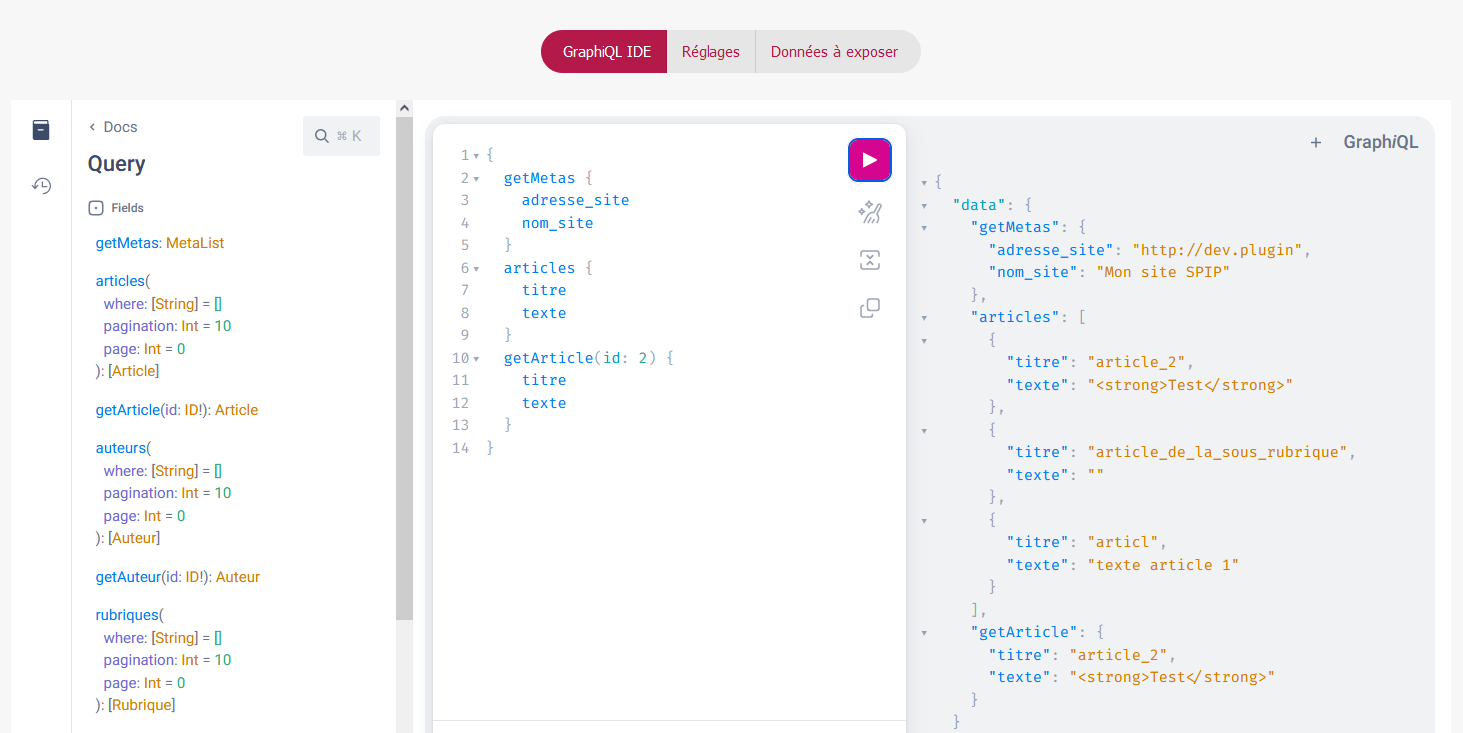 GraphiQL IDE
Réglages
Données à exposer
Docs
⌘ K
Query
Fields
getMetas: MetaList
articles(
where: [String] = []
pagination: Int = 10
page: Int = 0
): [Article]
getArticle(id: ID!): Article
auteurs(
where: [String] = []
pagination: Int = 10
page: Int = 0
): [Auteur]
getAuteur(id: ID!): Auteur
rubriques(
where: [String] = []
pagination: Int = 10
page: Int = 0
): [Rubrique]
1 {
2 getMetas {
3 adresse_site
4 nom_site
5 }
6 articles {
7 titre
8 texte
9 }
10 getArticle(id: 2) {
11 titre
12 texte
13 }
14 }
+ GraphiQL
{
"data": {
"getMetas": {
"adresse_site": "http://dev.plugin",
"nom_site": "Mon site SPIP"
},
"articles": [
{
"titre": "article_2",
"texte": "<strong>Test</strong>"
},
{
"titre": "article_de_la_sous_rubrique",
"texte": ""
},
{
"titre": "articl",
"texte": "texte article 1"
}
],
"getArticle": {
"titre": "article_2",
"texte": "<strong>Test</strong>"
}
}